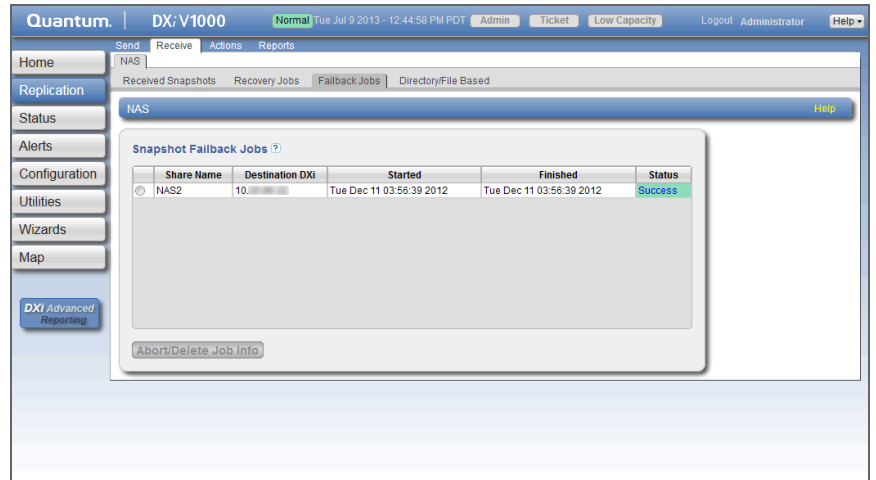 Quantum. DXi V1000 Normal Tue Jul 9 2013 - 12:44:58 PM PDT Admin Ticket Low Capacity Logout Administrator Help
Send Receive Actions Reports
Home
NAS
Received Snapshots Recovery Jobs Failback Jobs Directory/File Based
Replication
NAS Help
Status
Alerts
Snapshot Failback Jobs ?
Configuration
Share Name Destination DXi Started Finished Status
NAS2 10. Tue Dec 11 03:56:39 2012 Tue Dec 11 03:56:39 2012 Success
Utilities
Wizards
Map
DXi Advanced
Reporting
Abort/Delete Job Info